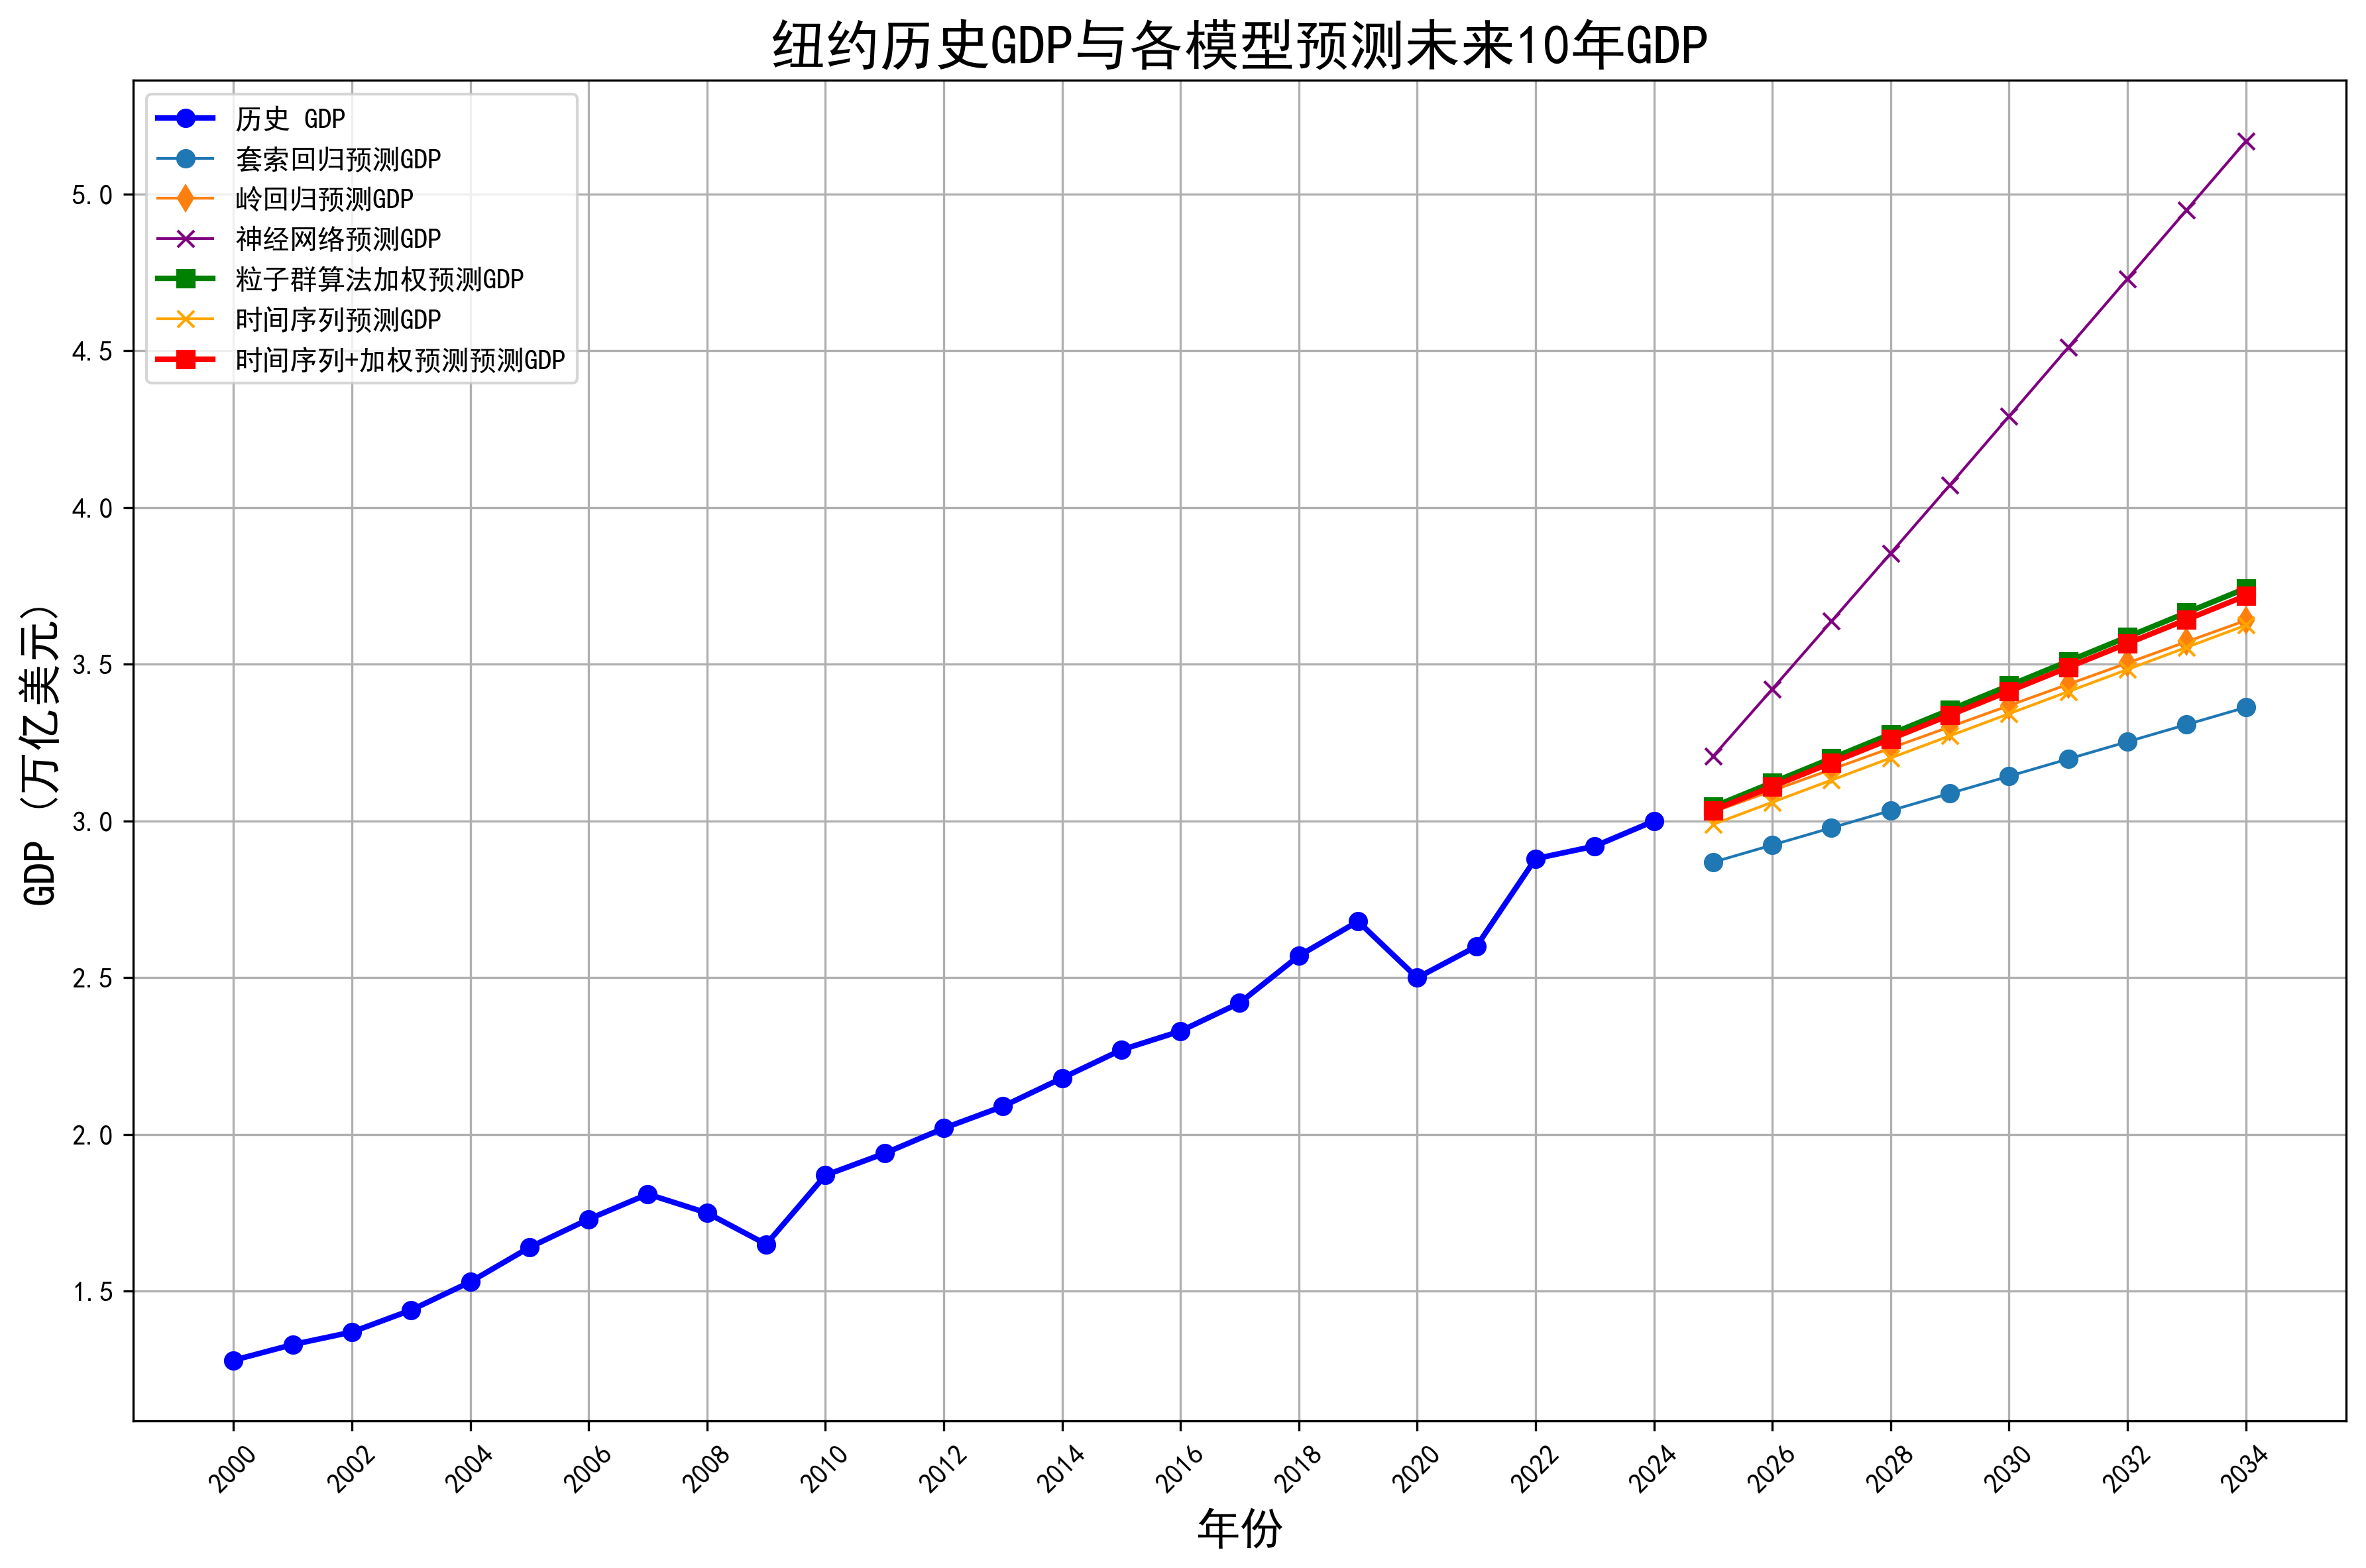 纽约历史GDP与各模型预测未来10年GDP
历史 GDP
套索回归预测GDP
岭回归预测GDP
神经网络预测GDP
粒子群算法加权预测GDP
时间序列预测GDP
时间序列+加权预测预测GDP
GDP (万亿美元)
5.0
4.5
4.0
3.5
3.0
2.5
2.0
1.5
2000
2002
2004
2006
2008
2010
2012
2014
2016
2018
2020
2022
2024
2026
2028
2030
2032
2034
年份